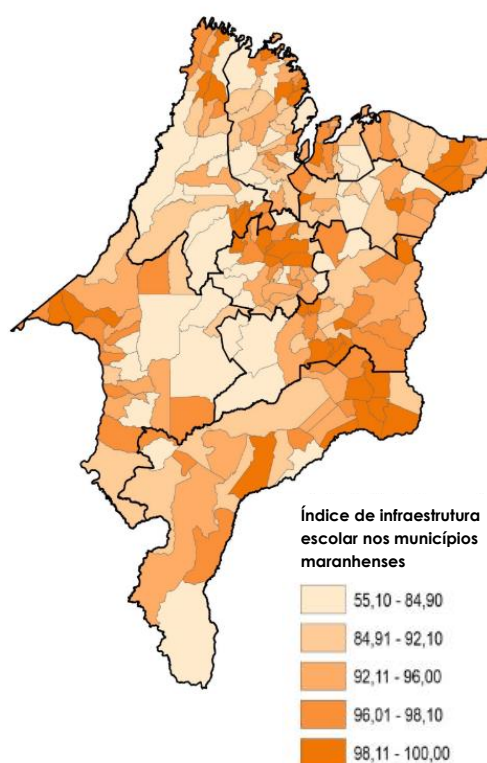 Índice de infraestrutura
escolar nos municípios
maranhenses
55,10 - 84,90
84,91 - 92,10
92,11 - 96,00
96,01 - 98,10
98,11 - 100,00